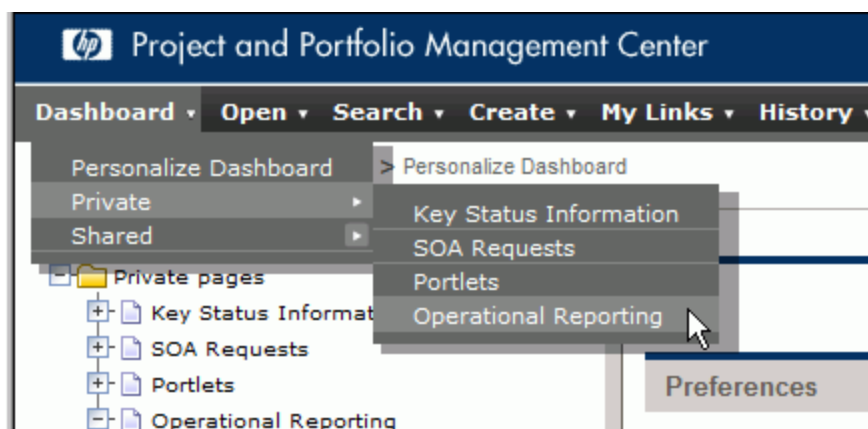 hp Project and Portfolio Management Center
Dashboard Open Search Create My Links History
Personalize Dashboard > Personalize Dashboard
Private
Shared
Key Status Information
SOA Requests
Portlets
Operational Reporting
Private pages
Key Status Informat
SOA Requests
Portlets
Operational Reporting
Preferences